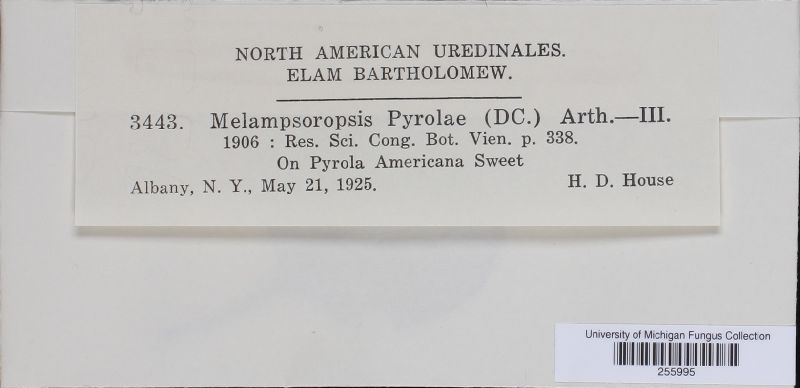 NORTH AMERICAN UREDINALES.
ELAM BARTHOLOMEW.
3443. Melampsoropsis Pyrolae (DC.) Arth.—III.
1906 : Res. Sci. Cong. Bot. Vien. p. 338.
On Pyrola Americana Sweet
Albany, N. Y., May 21, 1925. H. D. House
University of Michigan Fungus Collection
255995